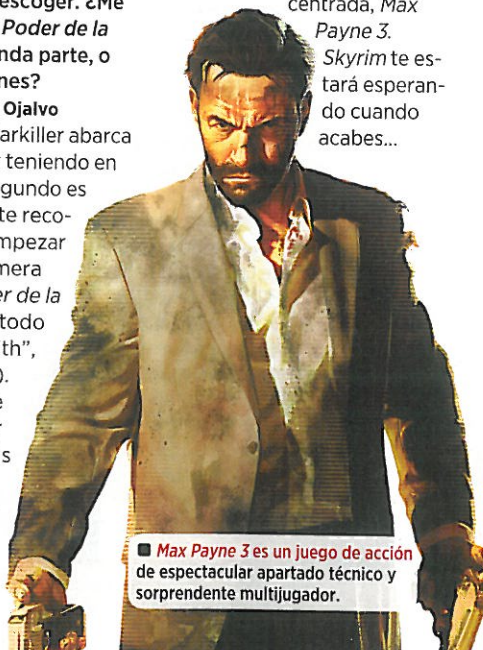 escoger. ¿Me
Poder de la
nda parte, o
nes?
Ojalvo
arkiller abarca
teniendo en
egundo es
te reco-
mpezar
mera
er de la
todo
th",
).
e
s
centrada, Max
Payne 3.
Skyrim te es-
tará esperan-
do cuando
acabes...
■ Max Payne 3 es un juego de acción
de espectacular apartado técnico y
sorprendente multijugador.